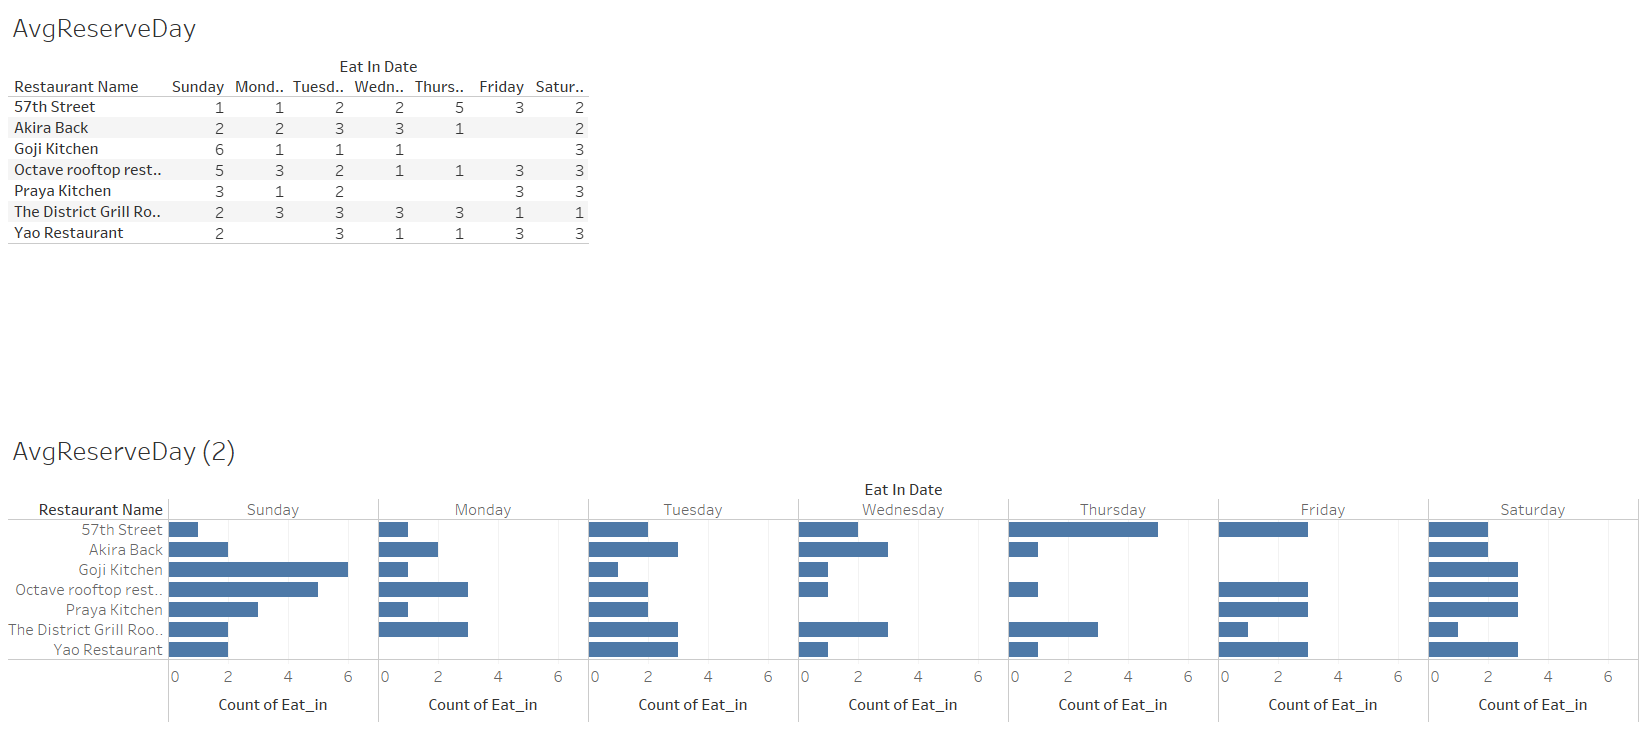 AvgReserveDay
Eat In Date
Restaurant Name Sunday Mond.. Tuesd.. Wedn.. Thurs.. Friday Satur..
57th Street 1 1 2 2 5 3 2
Akira Back 2 2 3 3 1 2
Goji Kitchen 6 1 1 1 3
Octave rooftop rest.. 5 3 2 1 1 3 3
Praya Kitchen 3 1 2 3 3
The District Grill Ro.. 2 3 3 3 3 1 1
Yao Restaurant 2 3 1 1 3 3
AvgReserveDay (2)
Eat In Date
Restaurant Name Sunday Monday Tuesday Wednesday Thursday Friday Saturday
57th Street
Akira Back
Goji Kitchen
Octave rooftop rest..
Praya Kitchen
The District Grill Roo..
Yao Restaurant
0 2 4 6 0 2 4 6 0 2 4 6 0 2 4 6 0 2 4 6 0 2 4 6 0 2 4 6
Count of Eat_in Count of Eat_in Count of Eat_in Count of Eat_in Count of Eat_in Count of Eat_in Count of Eat_in